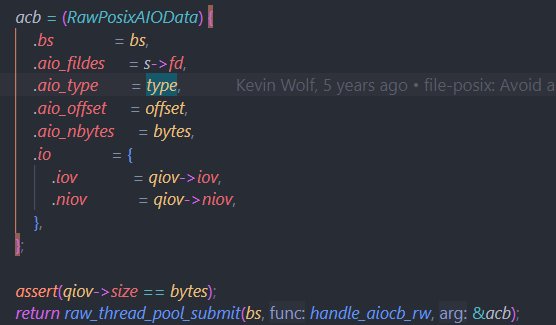 acb = (RawPosixAIOData) {
.bs = bs,
.aio_fildes = s->fd,
.aio_type = type, Kevin Wolf, 5 years ago • file-posix: Avoid a
.aio_offset = offset,
.aio_nbytes = bytes,
.io = {
.iov = qiov->iov,
.niov = qiov->niov,
},
};
assert(qiov->size == bytes);
return raw_thread_pool_submit(bs, func: handle_aiocb_rw, arg: &acb);